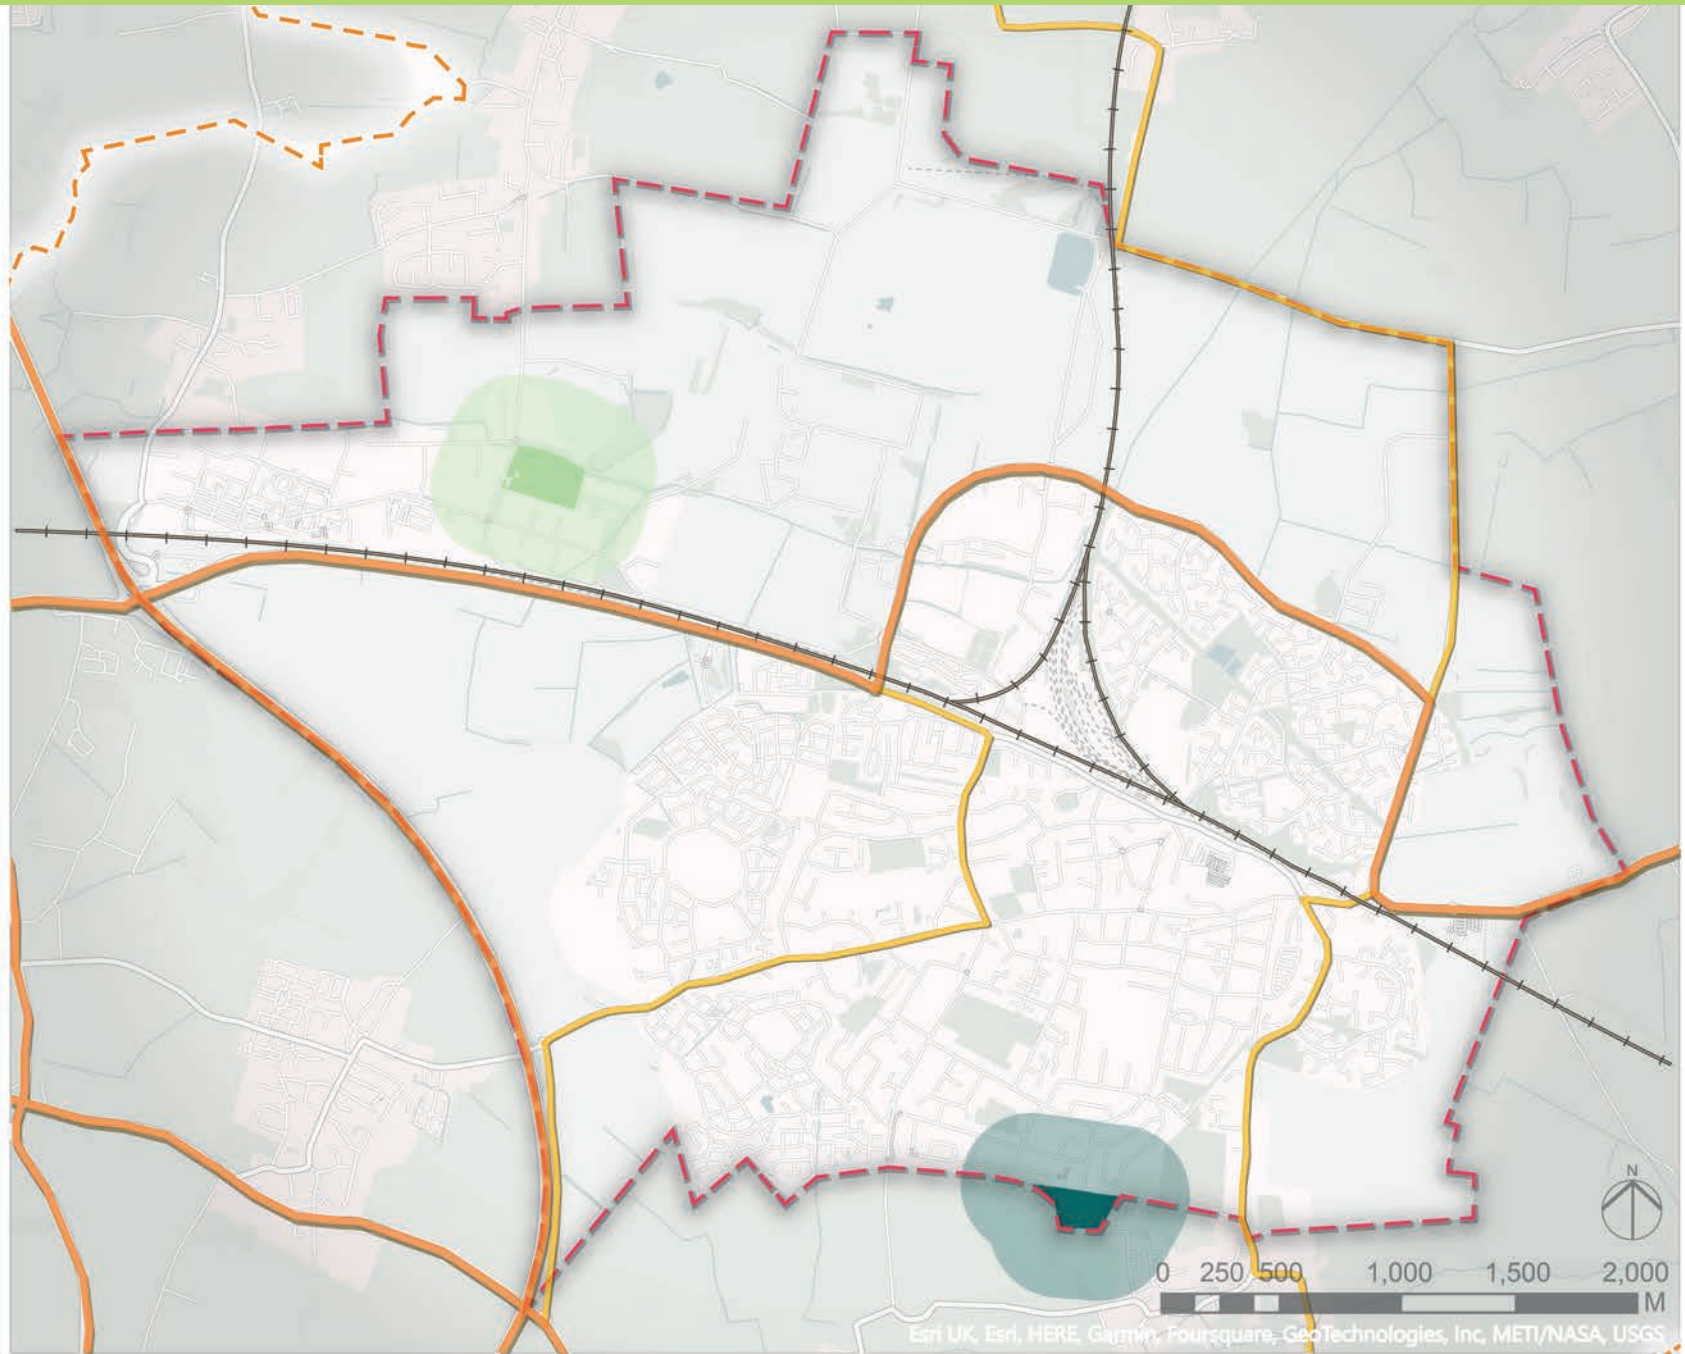 N
0 250 500 1,000 1,500 2,000
M
Esri UK, Esri, HERE, Garmin, Foursquare, GeoTechnologies, Inc, METI/NASA, USGS